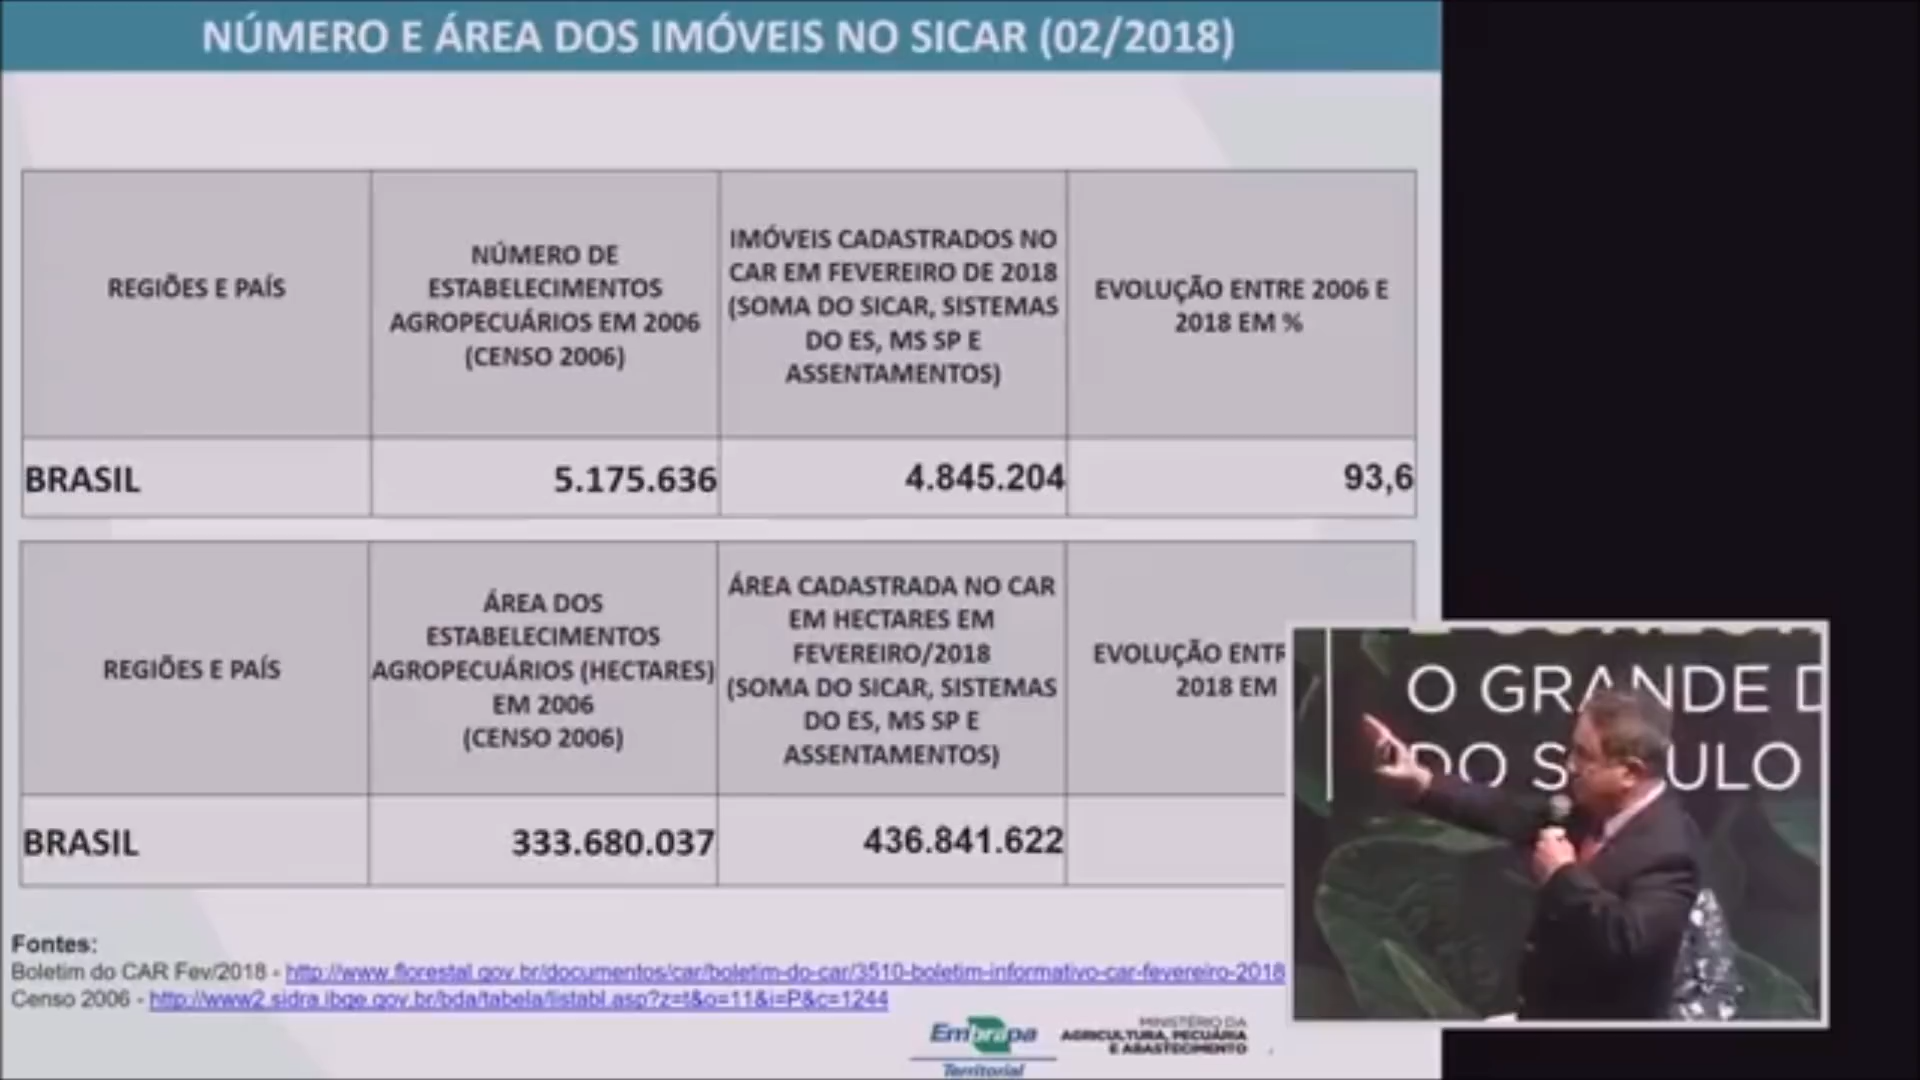 NÚMERO E ÁREA DOS IMÓVEIS NO SICAR (02/2018)
REGIÕES E PAÍS
NÚMERO DE
ESTABELECIMENTOS
AGROPECUÁRIOS EM 2006
(CENSO 2006)
IMÓVEIS CADASTRADOS NO
CAR EM FEVEREIRO DE 2018
(SOMA DO SICAR, SISTEMAS
DO ES, MS SP E
ASSENTAMENTOS)
EVOLUÇÃO ENTRE 2006 E
2018 EM %
BRASIL
5.175.636
4.845.204
93,6
REGIÕES E PAÍS
ÁREA DOS
ESTABELECIMENTOS
AGROPECUÁRIOS (HECTARES)
EM 2006
(CENSO 2006)
ÁREA CADASTRADA NO CAR
EM HECTARES EM
FEVEREIRO/2018
(SOMA DO SICAR, SISTEMAS
DO ES, MS SP E
ASSENTAMENTOS)
EVOLUÇÃO ENTR
2018 EM
BRASIL
333.680.037
436.841.622
O GRANDE D
DO S ULO
Fontes:
Boletim do CAR Fev/2018 - http://www.florestal.gov.br/documentos/car/boletim-do-car/3510-boletim-informativo-car-fevereiro-2018
Censo 2006 - http://www2.sidra.ibge.gov.br/bda/tabela/listabl.asp?z=t&o=11&i=P&c=1244
Embrapa
Territorial
MINISTÉRIO DA
AGRICULTURA, PECUÁRIA
E ABASTECIMENTO